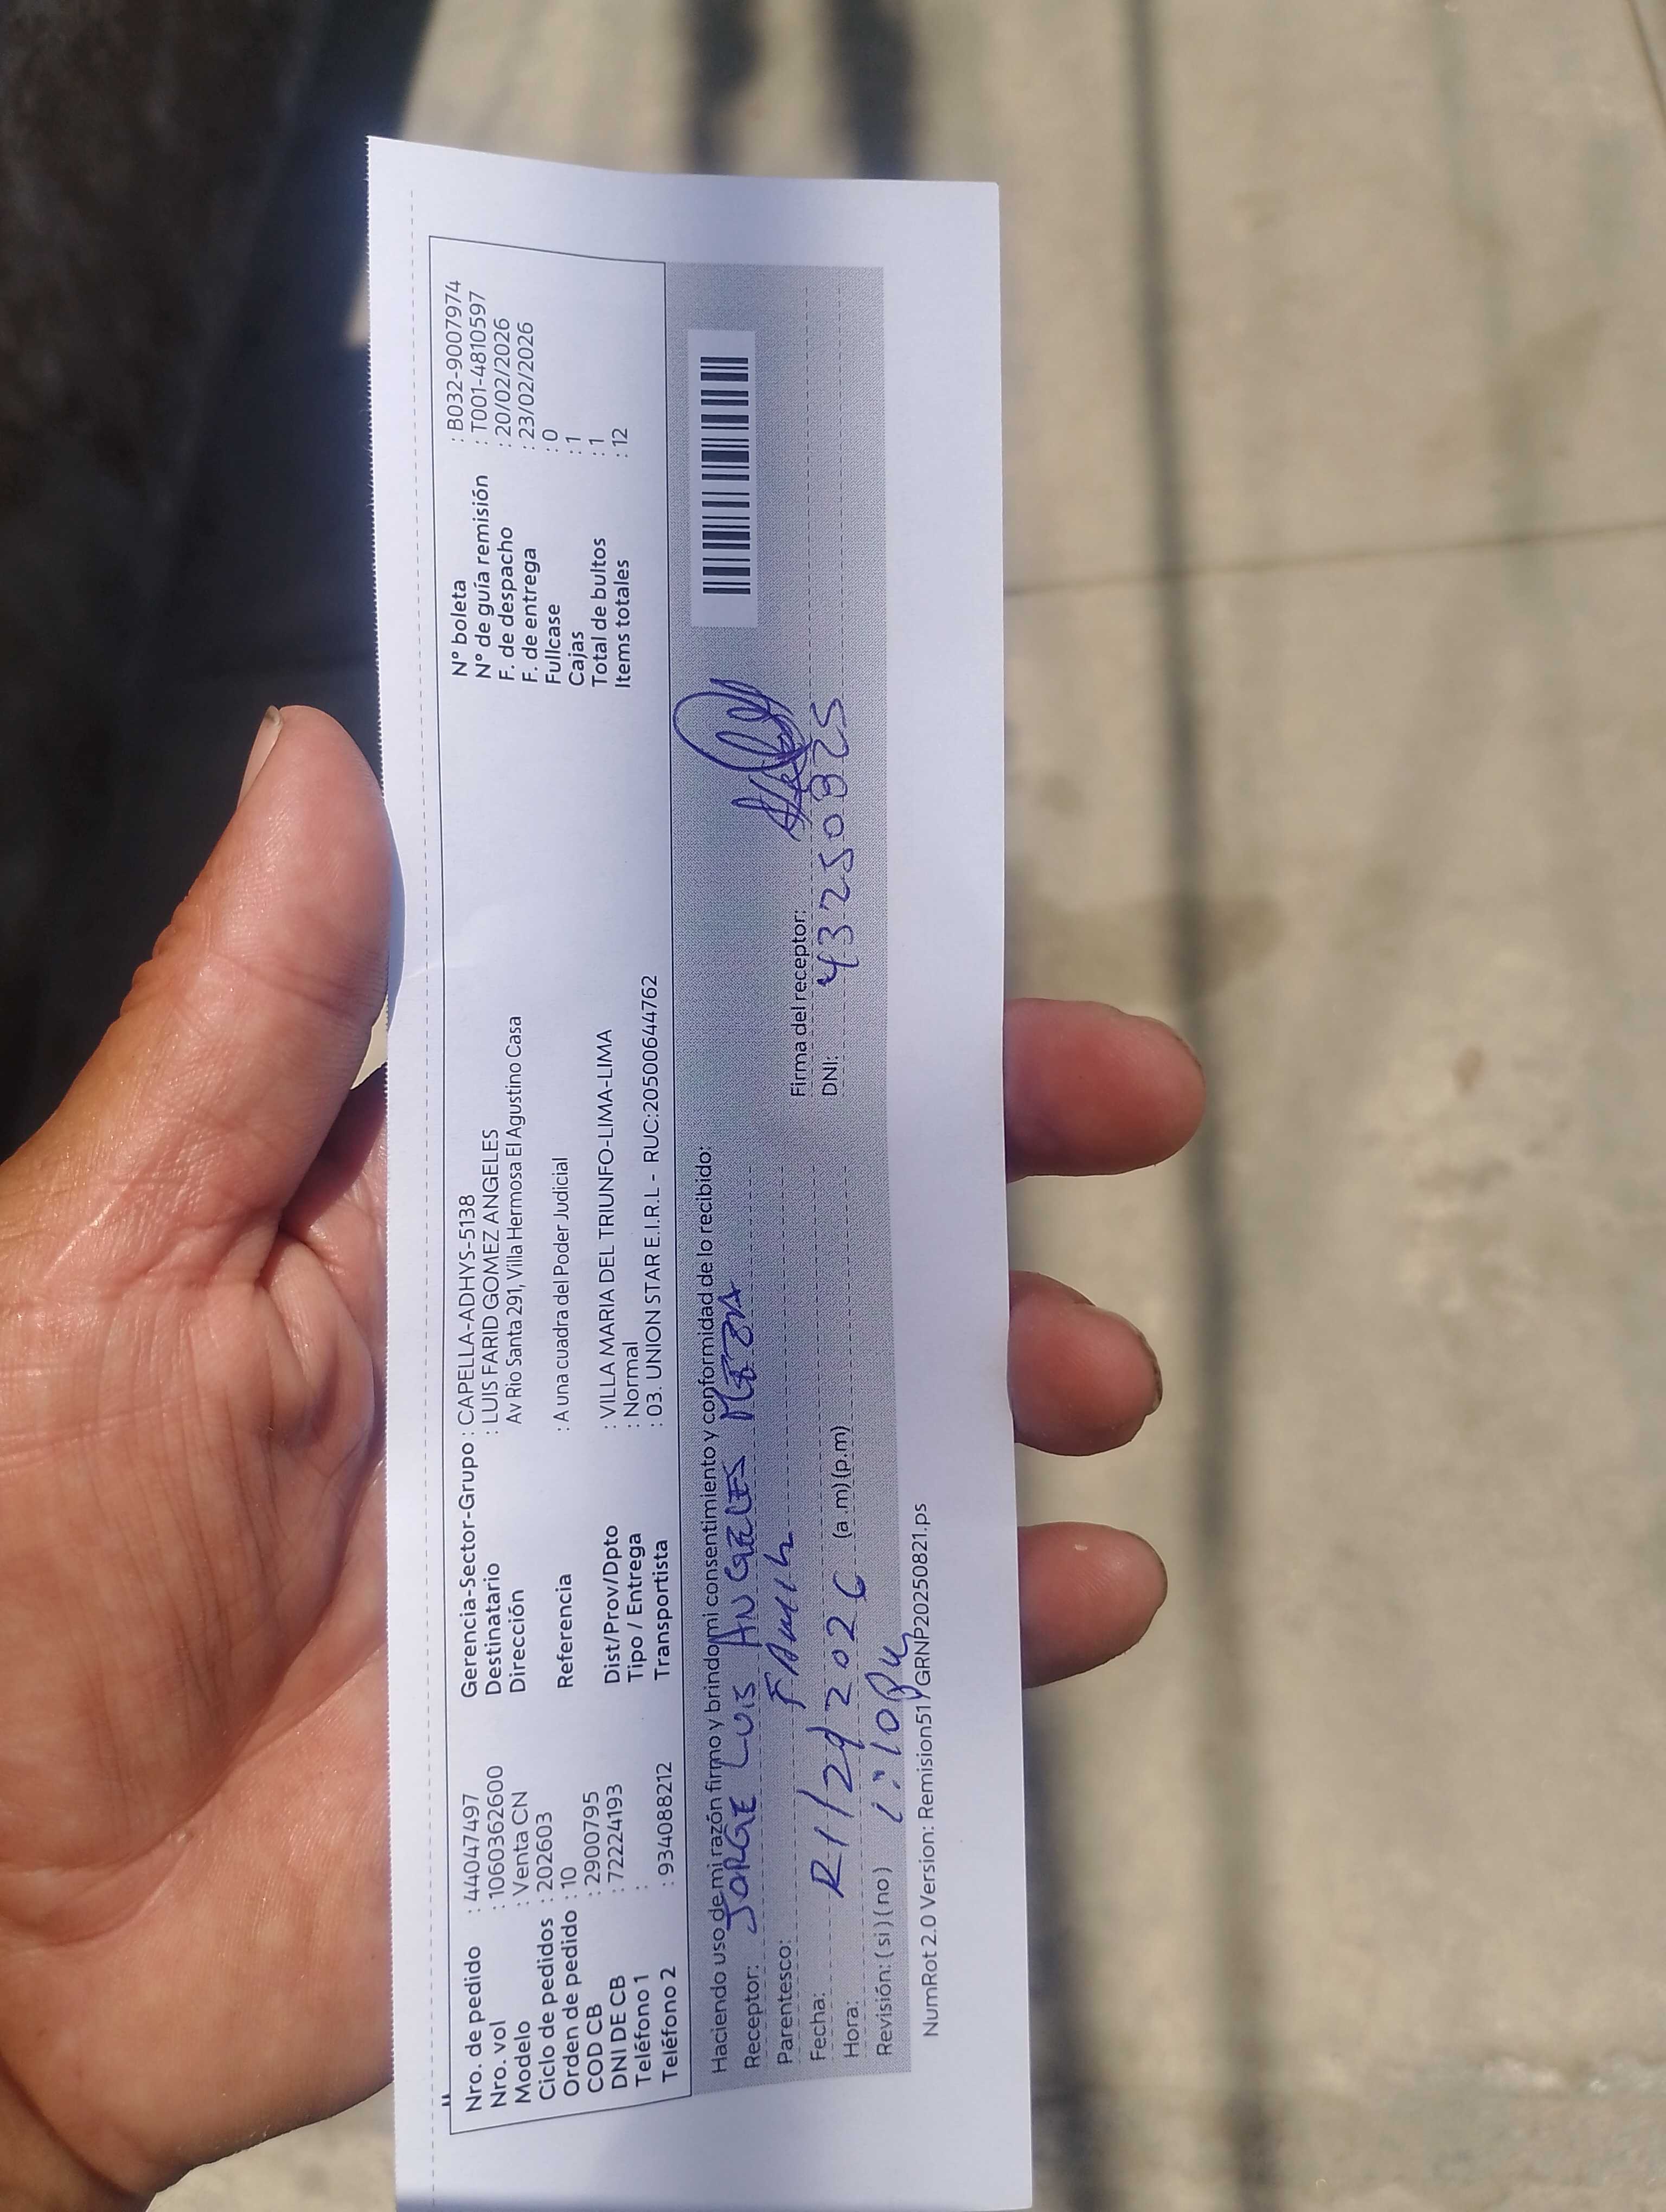 Nro. de pedido : 44047497
Nro. vol : 1060362600
Modelo : Venta CN
Ciclo de pedidos : 202603
Orden de pedido : 10
COD CB : 2900795
DNI DE CB : 72224193
Teléfono 1 :
Teléfono 2 : 934088212
Gerencia-Sector-Grupo : CAPELLA-ADHYS-5138
Destinatario : LUIS FARID GOMEZ ANGELES
Dirección Av Rio Santa 291, Villa Hermosa El Agustino Casa
Referencia : A una cuadra del Poder Judicial
Dist/Prov/Dpto : VILLA MARIA DEL TRIUNFO-LIMA-LIMA
Tipo / Entrega : Normal
Transportista : 03. UNION STAR E.I.R.L - RUC:20500644762
N° boleta : B032-9007974
N° de guía remisión : T001-4810597
F. de despacho : 20/02/2026
F. de entrega : 23/02/2026
Fullcase : 0
Cajas : 1
Total de bultos : 1
Items totales : 12
Haciendo uso de mi razón firmo y brindo mi consentimiento y conformidad de lo recibido:
Receptor: JORGE LUIS ANGELES
Parentesco:
Fecha: 2026
Hora: (a .m) (p.m)
Revisión: ( si ) ( no )
Firma del receptor:
DNI: 43250825
NumRot 2.0 Version: Remision51 GRNP20250821.ps